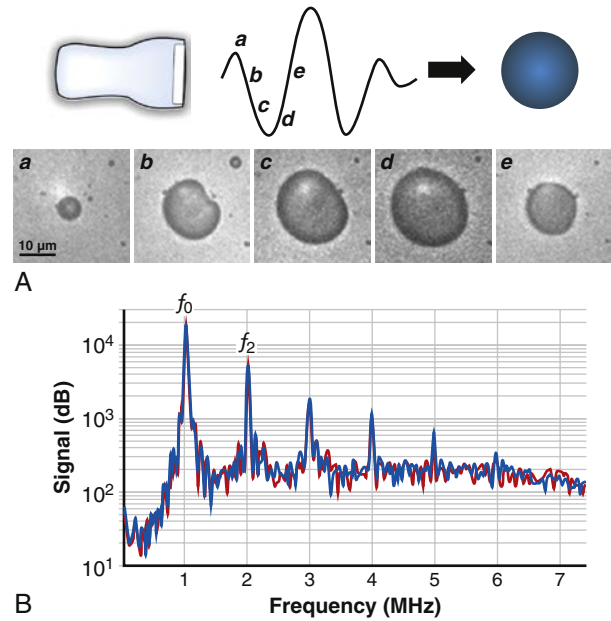 a
b
c
d
e
a
b
c
d
e
10 µm
A
f₀
f₂
10⁴
10³
10²
10¹
Signal (dB)
1 2 3 4 5 6 7
Frequency (MHz)
B